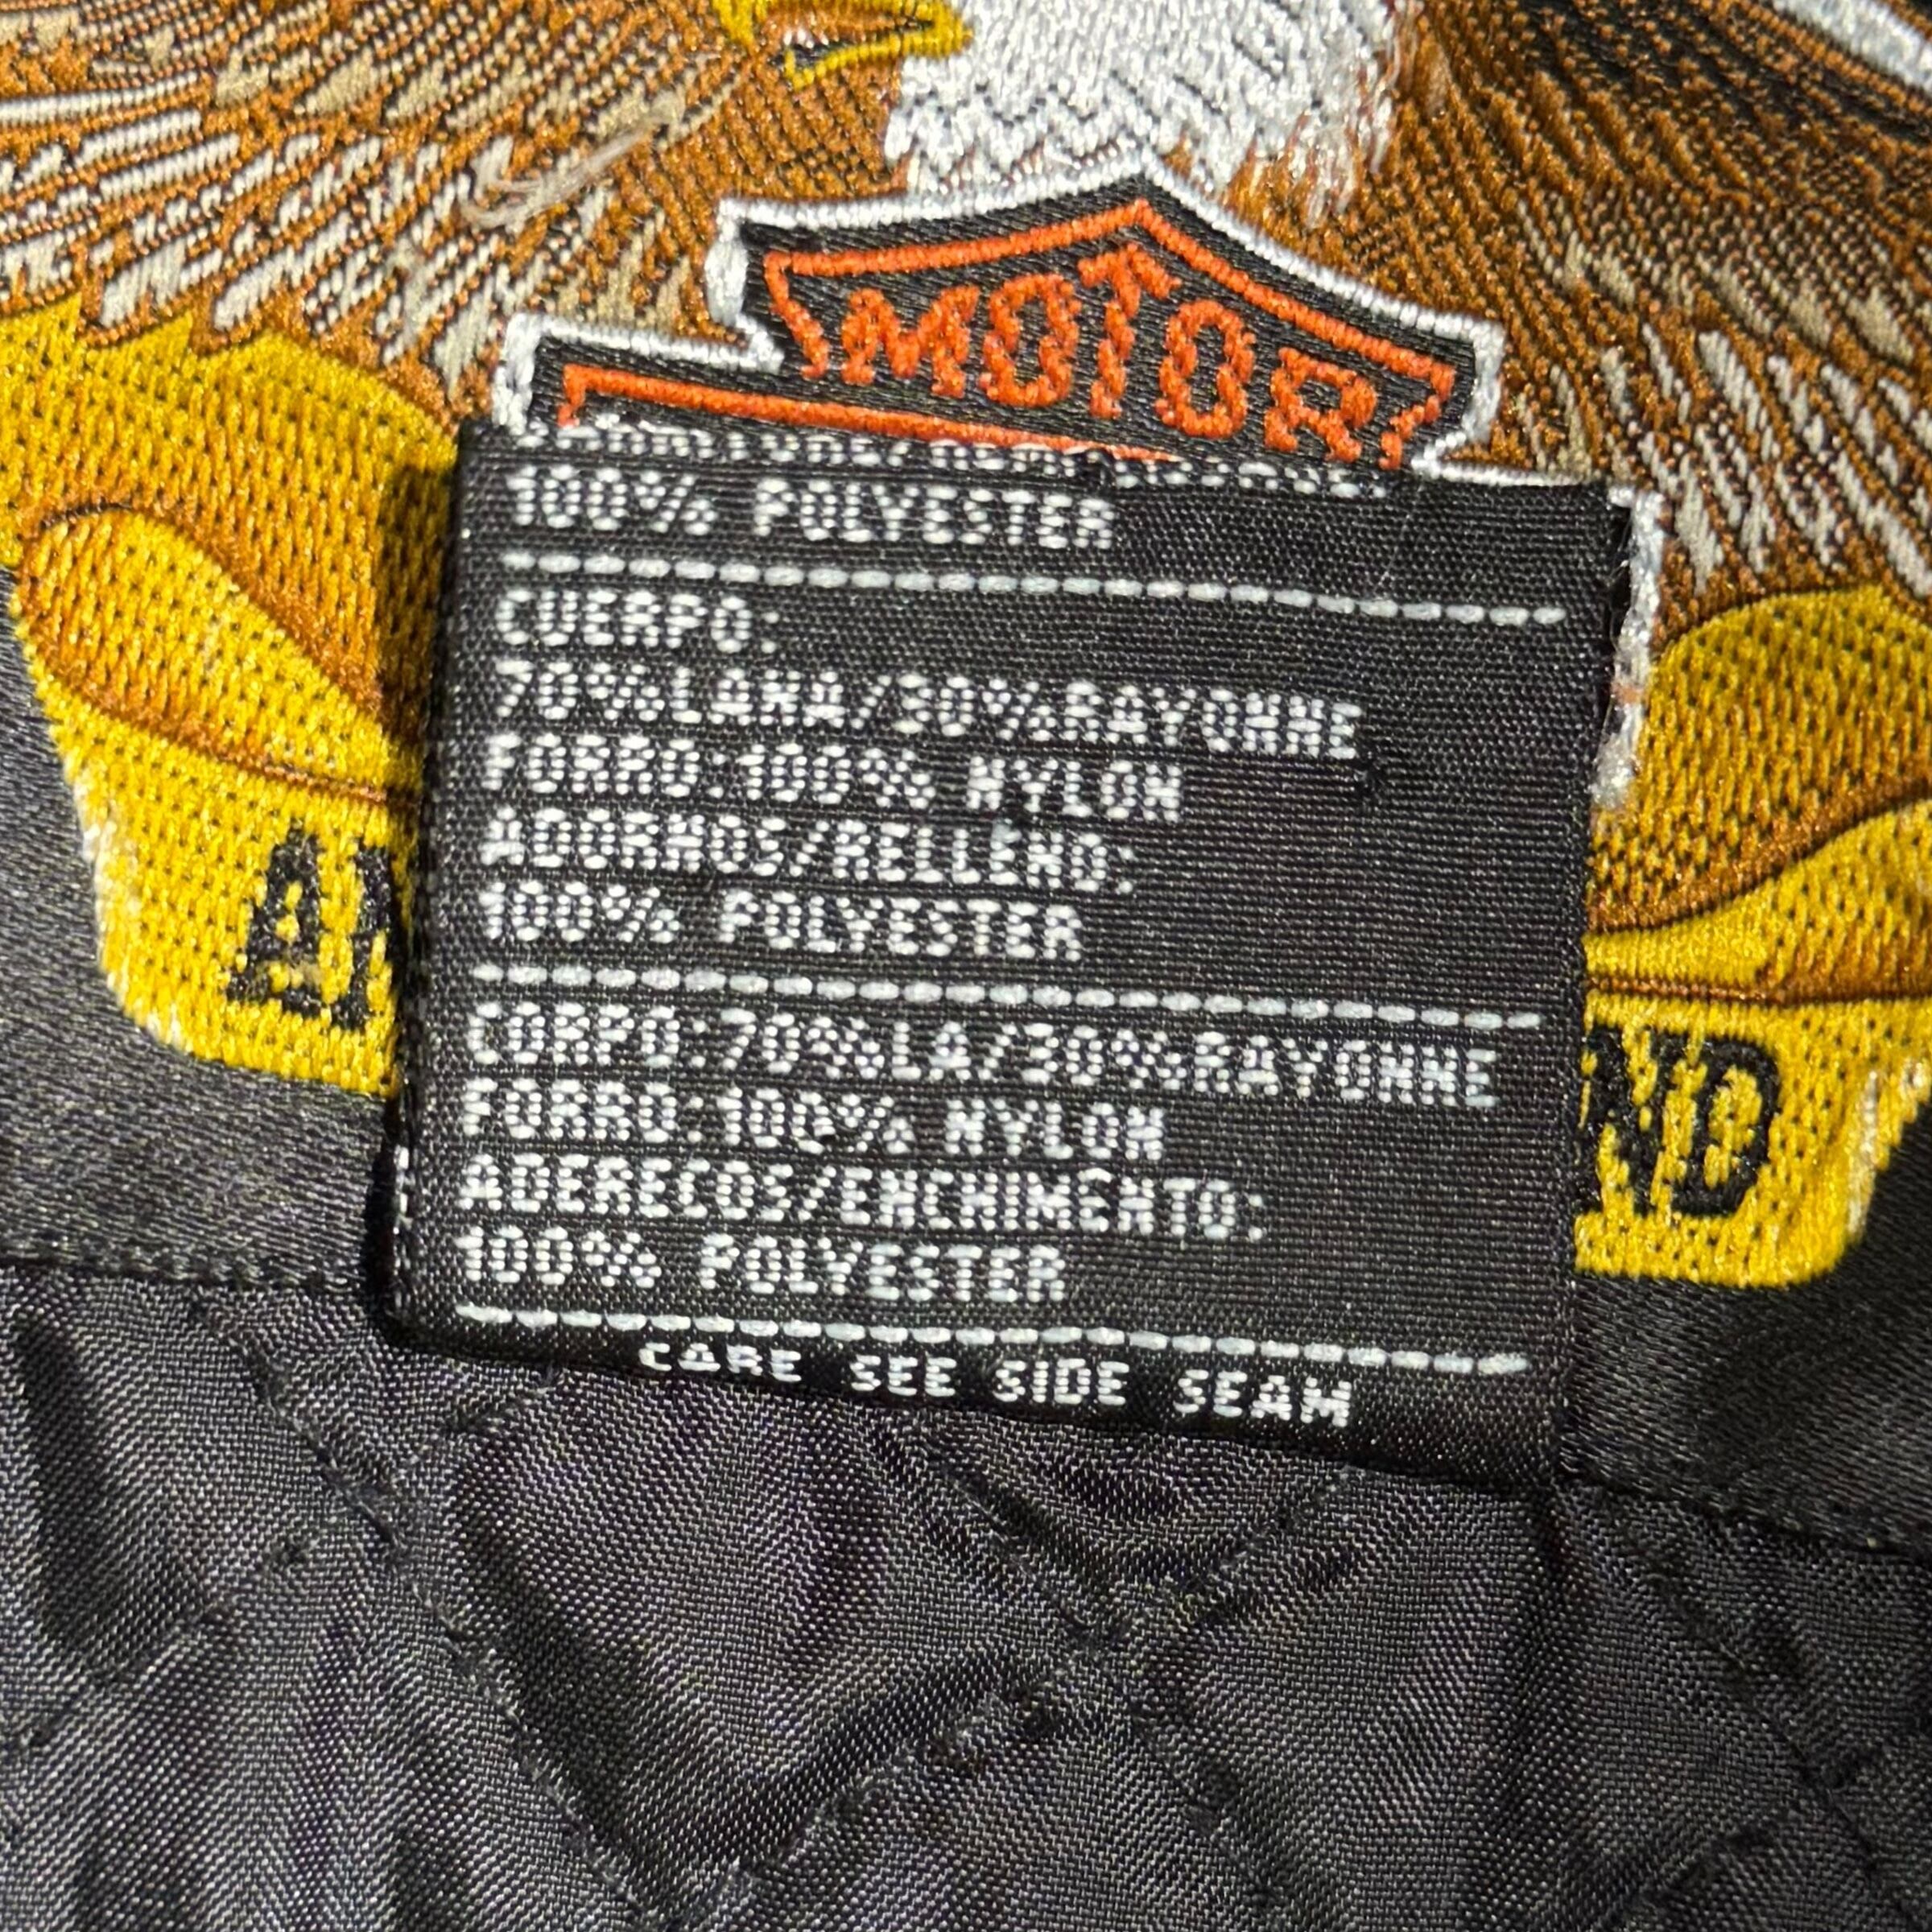 MOTOR
100% POLYESTER
CUERPO:
70%LANA/30%RAYONNE
FORRO:100% NYLON
ADORNOS/RELLENO:
100% POLYESTER
CORPO:70%LA/30%RAYONNE
FORRO:100% NYLON
ADERECOS/ENCHIMENTO:
100% POLYESTER
CARE SEE SIDE SEAM